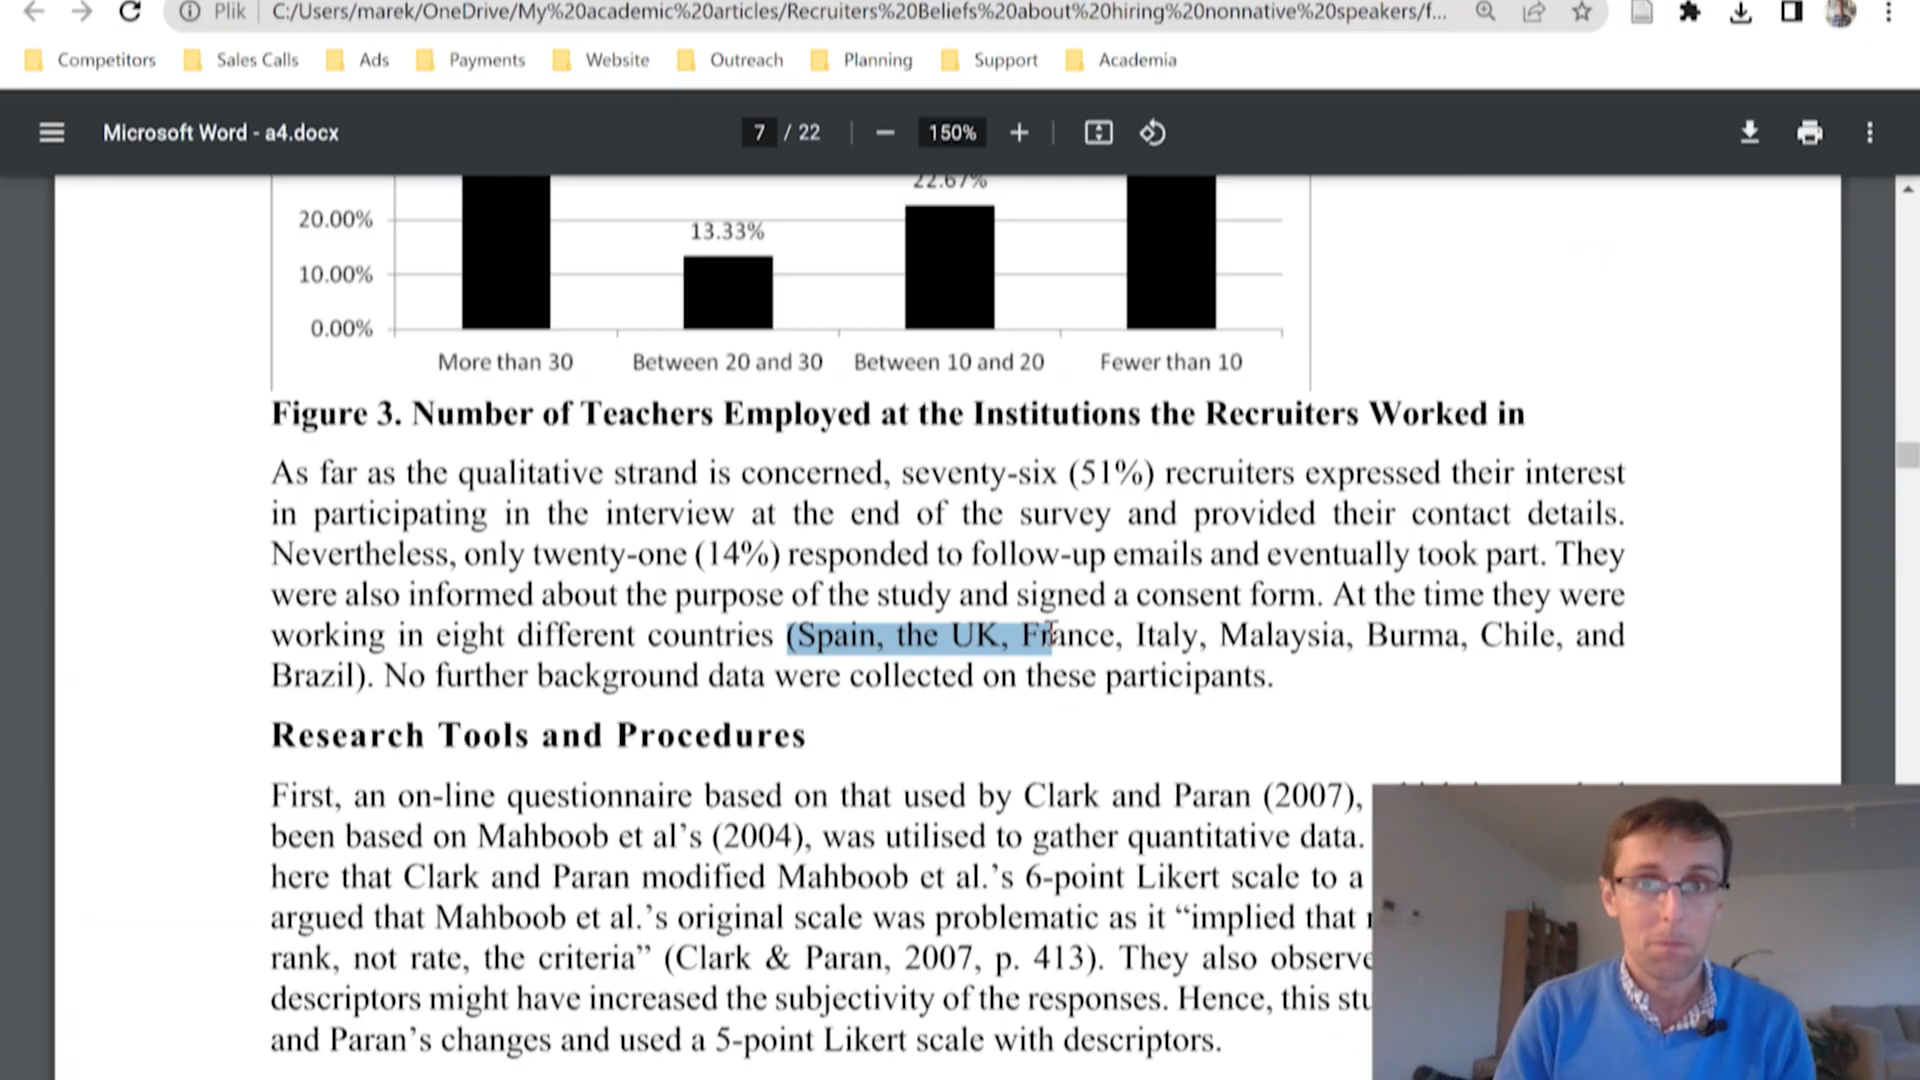 Plik
C:/Users/marek/OneDrive/My%20academic%20articles/Recruiters%20Beliefs%20about%20hiring%20nonnative%20speakers/f...
Competitors Sales Calls Ads Payments Website Outreach Planning Support Academia
Microsoft Word - a4.docx 7 / 22 150%
22.67%
20.00%
13.33%
10.00%
0.00%
More than 30 Between 20 and 30 Between 10 and 20 Fewer than 10
Figure 3. Number of Teachers Employed at the Institutions the Recruiters Worked in
As far as the qualitative strand is concerned, seventy-six (51%) recruiters expressed their interest
in participating in the interview at the end of the survey and provided their contact details.
Nevertheless, only twenty-one (14%) responded to follow-up emails and eventually took part. They
were also informed about the purpose of the study and signed a consent form. At the time they were
working in eight different countries (Spain, the UK, France, Italy, Malaysia, Burma, Chile, and
Brazil). No further background data were collected on these participants.
Research Tools and Procedures
First, an on-line questionnaire based on that used by Clark and Paran (2007),
been based on Mahboob et al's (2004), was utilised to gather quantitative data.
here that Clark and Paran modified Mahboob et al.'s 6-point Likert scale to a
argued that Mahboob et al.'s original scale was problematic as it “implied that
rank, not rate, the criteria” (Clark & Paran, 2007, p. 413). They also observe
descriptors might have increased the subjectivity of the responses. Hence, this stu
and Paran's changes and used a 5-point Likert scale with descriptors.